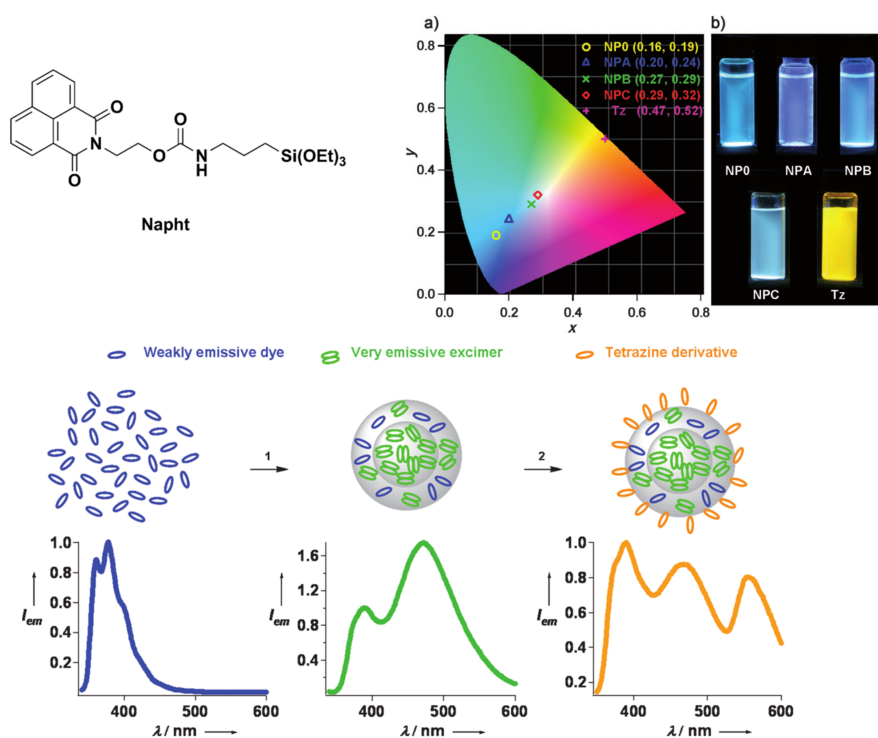 O
N
O
O
O
N
H
Si(OEt)3
Napht
a)
0.8
0.6
y
0.4
0.2
0.0
0.0 0.2 0.4 0.6 0.8
x
NP0 (0.16, 0.19)
NPA (0.20, 0.24)
NPB (0.27, 0.29)
NPC (0.29, 0.32)
Tz (0.47, 0.52)
b)
NP0 NPA NPB
NPC Tz
Weakly emissive dye Very emissive excimer Tetrazine derivative
1 2
1.0
0.8
0.6
0.4
0.2
Iem
400 500 600
λ / nm
1.6
1.2
0.8
0.4
Iem
400 500 600
λ / nm
1.0
0.8
0.6
0.4
0.2
Iem
400 500 600
λ / nm